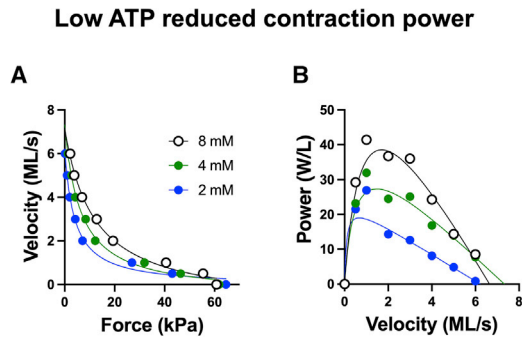 Low ATP reduced contraction power
A
B
8
6
4
2
0
Velocity (ML/s)
8 mM
4 mM
2 mM
0
20
40
60
Force (kPa)
50
40
30
20
10
0
Power (W/L)
0
2
4
6
8
Velocity (ML/s)